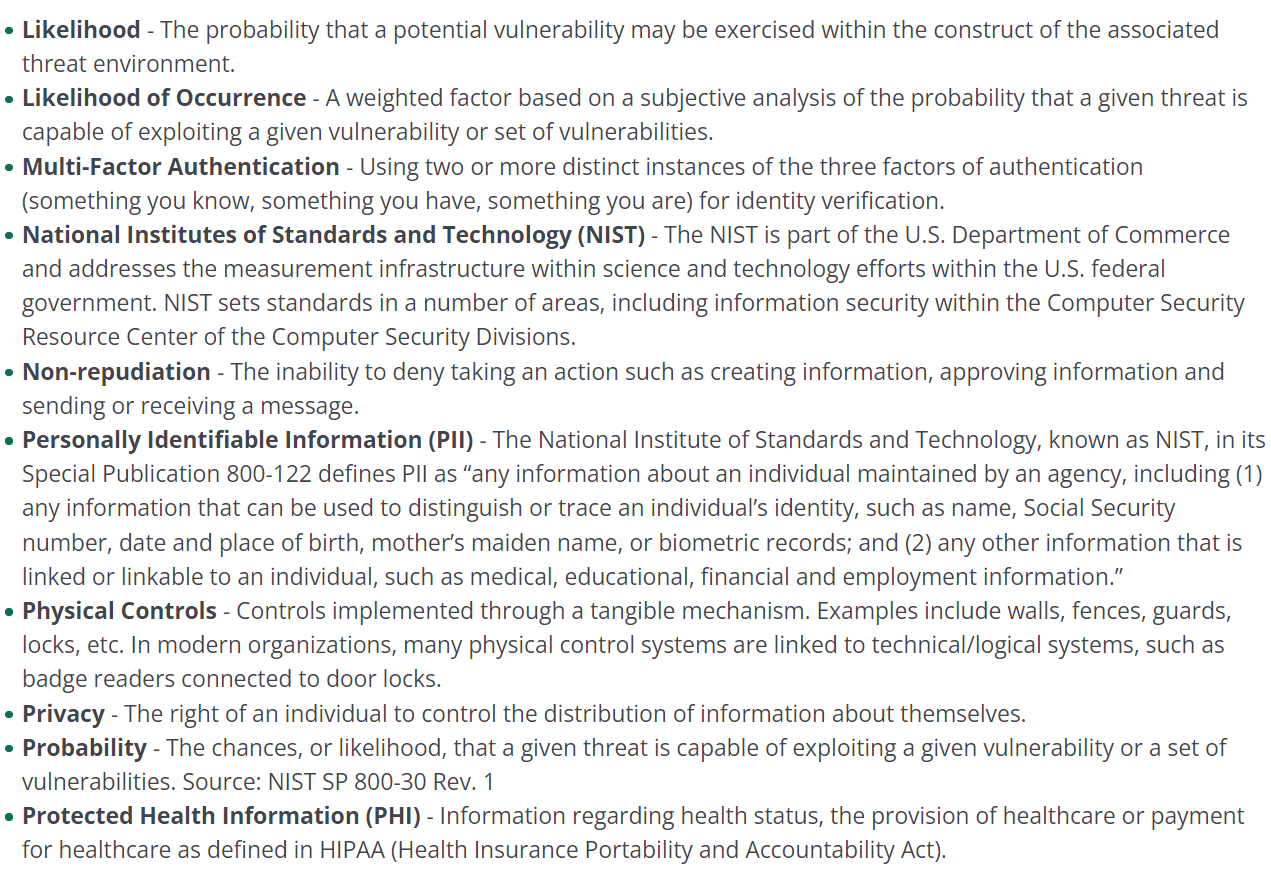 • Likelihood - The probability that a potential vulnerability may be exercised within the construct of the associated
threat environment.
• Likelihood of Occurrence - A weighted factor based on a subjective analysis of the probability that a given threat is
capable of exploiting a given vulnerability or set of vulnerabilities.
• Multi-Factor Authentication - Using two or more distinct instances of the three factors of authentication
(something you know, something you have, something you are) for identity verification.
• National Institutes of Standards and Technology (NIST) - The NIST is part of the U.S. Department of Commerce
and addresses the measurement infrastructure within science and technology efforts within the U.S. federal
government. NIST sets standards in a number of areas, including information security within the Computer Security
Resource Center of the Computer Security Divisions.
• Non-repudiation - The inability to deny taking an action such as creating information, approving information and
sending or receiving a message.
• Personally Identifiable Information (PII) - The National Institute of Standards and Technology, known as NIST, in its
Special Publication 800-122 defines PII as “any information about an individual maintained by an agency, including (1)
any information that can be used to distinguish or trace an individual’s identity, such as name, Social Security
number, date and place of birth, mother’s maiden name, or biometric records; and (2) any other information that is
linked or linkable to an individual, such as medical, educational, financial and employment information.”
• Physical Controls - Controls implemented through a tangible mechanism. Examples include walls, fences, guards,
locks, etc. In modern organizations, many physical control systems are linked to technical/logical systems, such as
badge readers connected to door locks.
• Privacy - The right of an individual to control the distribution of information about themselves.
• Probability - The chances, or likelihood, that a given threat is capable of exploiting a given vulnerability or a set of
vulnerabilities. Source: NIST SP 800-30 Rev. 1
• Protected Health Information (PHI) - Information regarding health status, the provision of healthcare or payment
for healthcare as defined in HIPAA (Health Insurance Portability and Accountability Act).